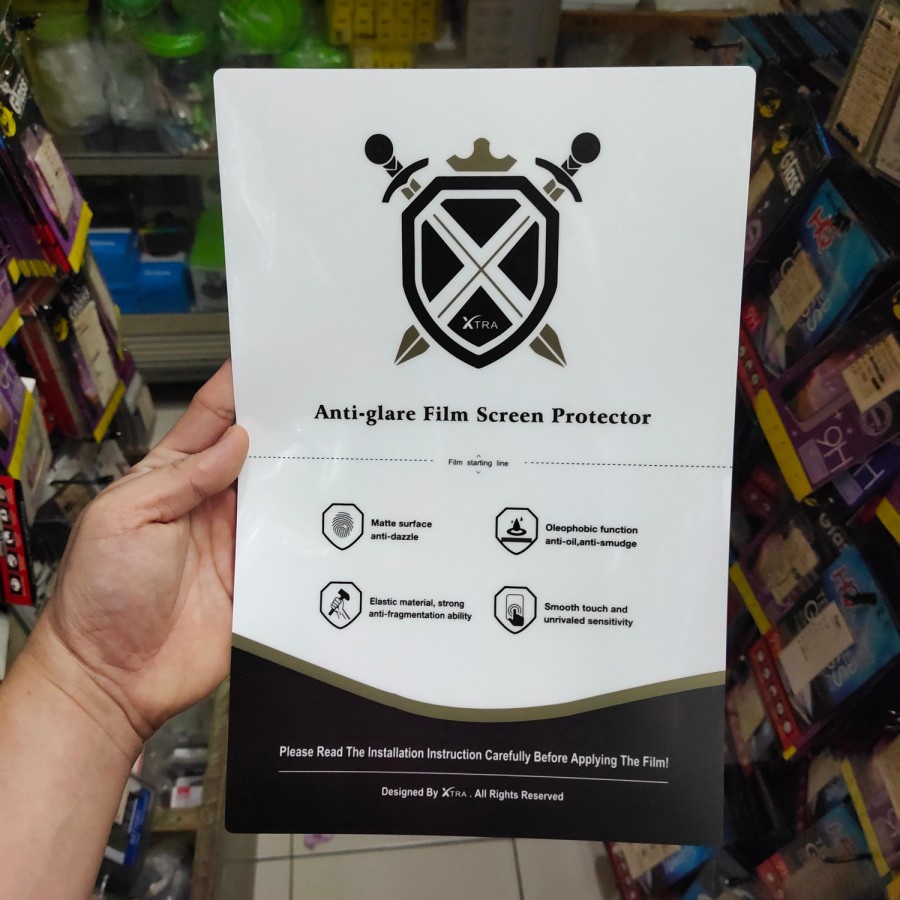 XTRA
Anti-glare Film Screen Protector
Film starting line
Matte surface
anti-dazzle
Oleophobic function
anti-oil,anti-smudge
Elastic material, strong
anti-fragmentation ability
Smooth touch and
unrivaled sensitivity
Please Read The Installation Instruction Carefully Before Applying The Film!
Designed By XTRA . All Rights Reserved
Glass
9H